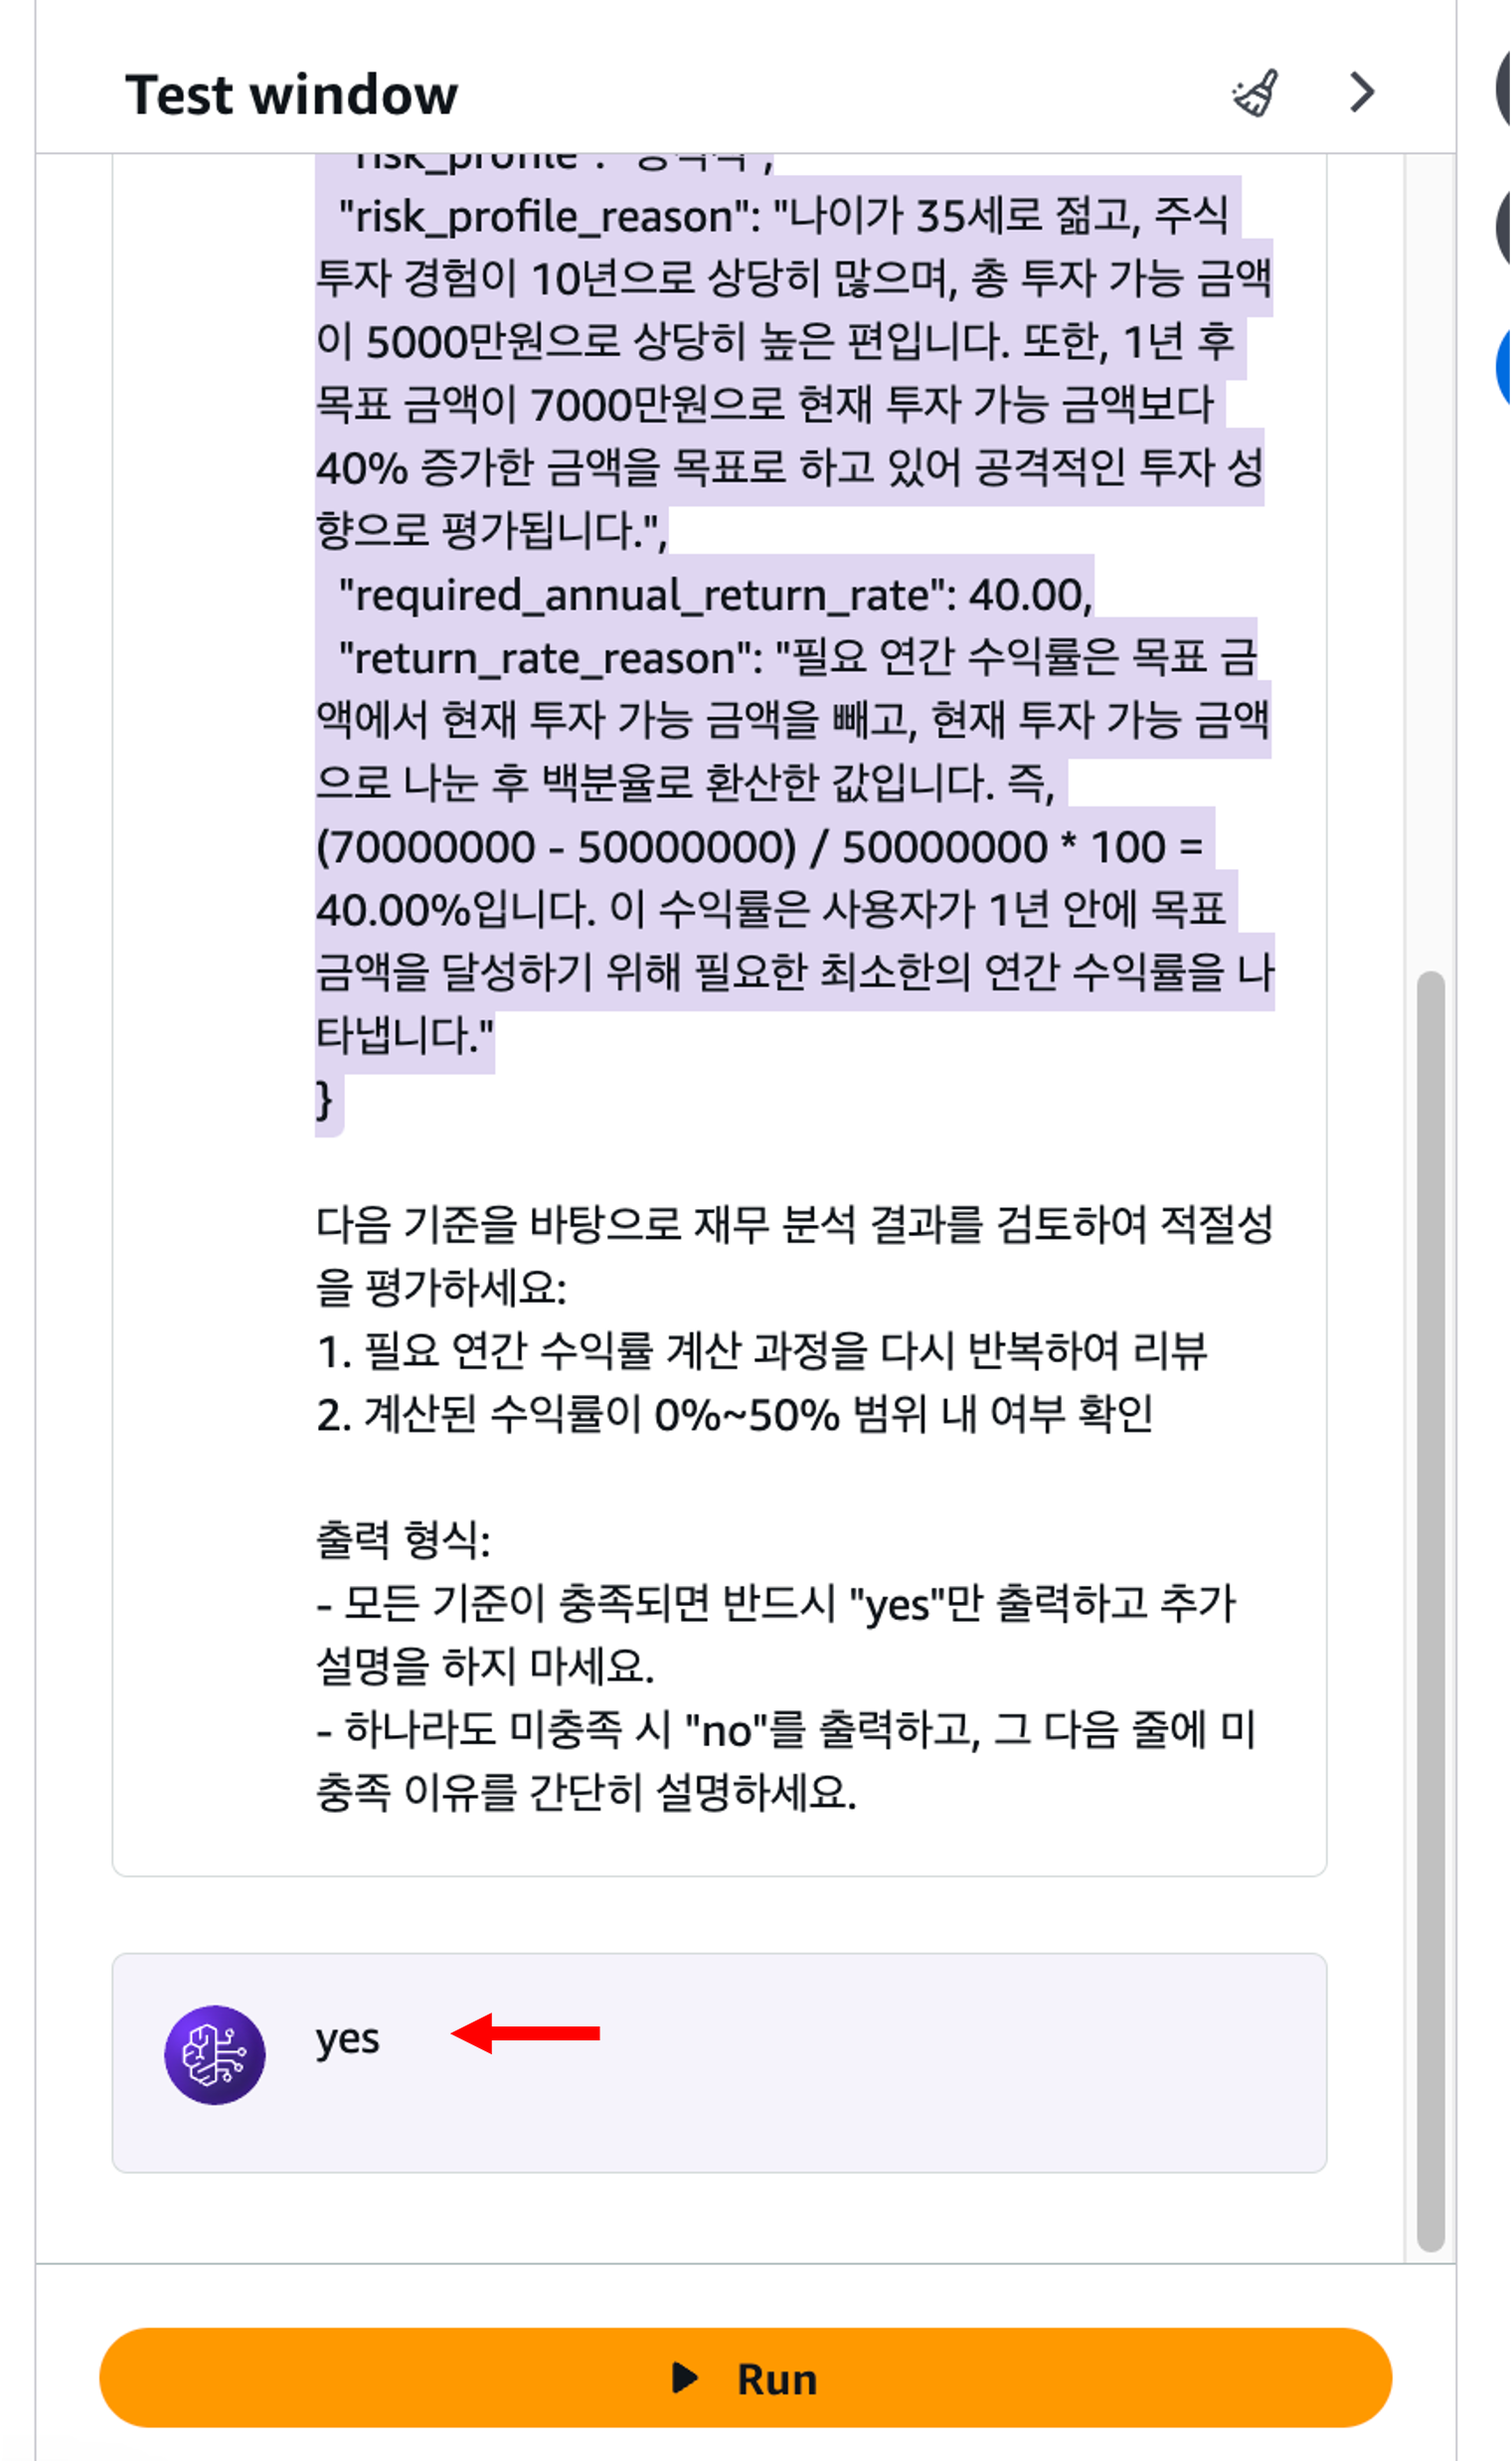 Test window
"risk_profile": "공격적",
"risk_profile_reason": "나이가 35세로 젊고, 주식
투자 경험이 10년으로 상당히 많으며, 총 투자 가능 금액
이 5000만원으로 상당히 높은 편입니다. 또한, 1년 후
목표 금액이 7000만원으로 현재 투자 가능 금액보다
40% 증가한 금액을 목표로 하고 있어 공격적인 투자 성
향으로 평가됩니다.",
"required_annual_return_rate": 40.00,
"return_rate_reason": "필요 연간 수익률은 목표 금
액에서 현재 투자 가능 금액을 빼고, 현재 투자 가능 금액
으로 나눈 후 백분율로 환산한 값입니다. 즉,
(70000000 - 50000000) / 50000000 * 100 =
40.00%입니다. 이 수익률은 사용자가 1년 안에 목표
금액을 달성하기 위해 필요한 최소한의 연간 수익률을 나
타냅니다."
}
다음 기준을 바탕으로 재무 분석 결과를 검토하여 적절성
을 평가하세요:
1. 필요 연간 수익률 계산 과정을 다시 반복하여 리뷰
2. 계산된 수익률이 0%~50% 범위 내 여부 확인
출력 형식:
- 모든 기준이 충족되면 반드시 "yes"만 출력하고 추가
설명을 하지 마세요.
- 하나라도 미충족 시 "no"를 출력하고, 그 다음 줄에 미
충족 이유를 간단히 설명하세요.
yes
Run